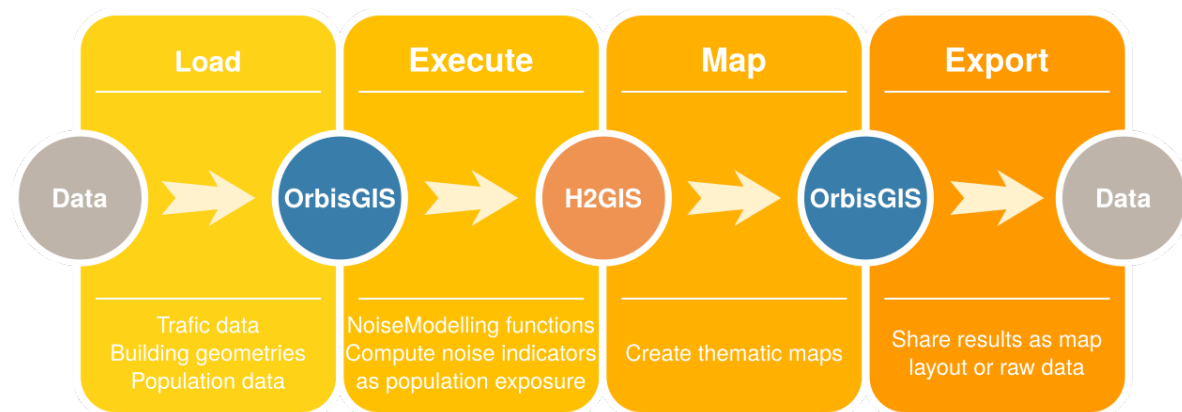 Load
Execute
Map
Export
Data
OrbisGIS
H2GIS
OrbisGIS
Data
Trafic data
Building geometries
Population data
NoiseModelling functions
Compute noise indicators
as population exposure
Create thematic maps
Share results as map
layout or raw data